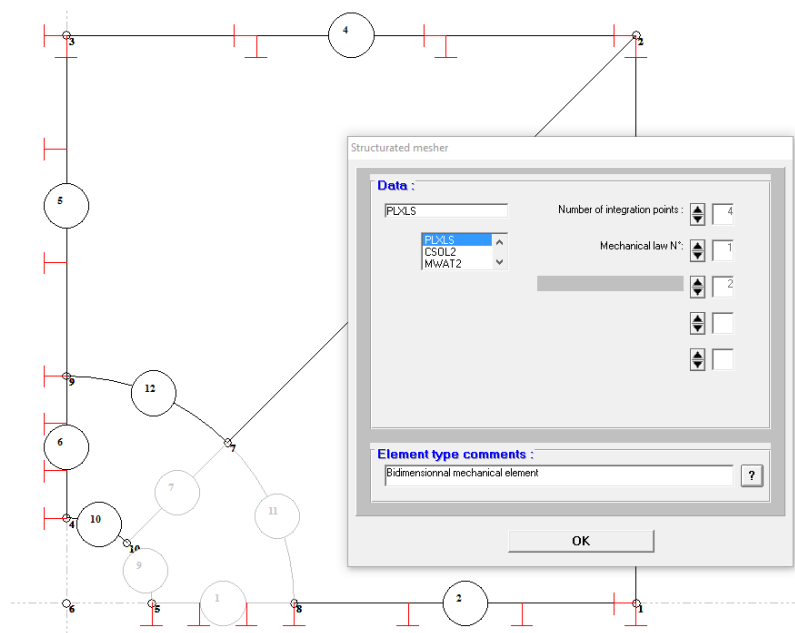 4
3
2
Structurated mesher
Data :
PLXLS
Number of integration points :
4
PLXLS
CSOL2
MWAT2
Mechanical law N°:
1
2
5
12
9
7
6
7
11
10
4
10
9
Element type comments :
Bidimensionnal mechanical element
?
OK
1
2
6
5
8
1